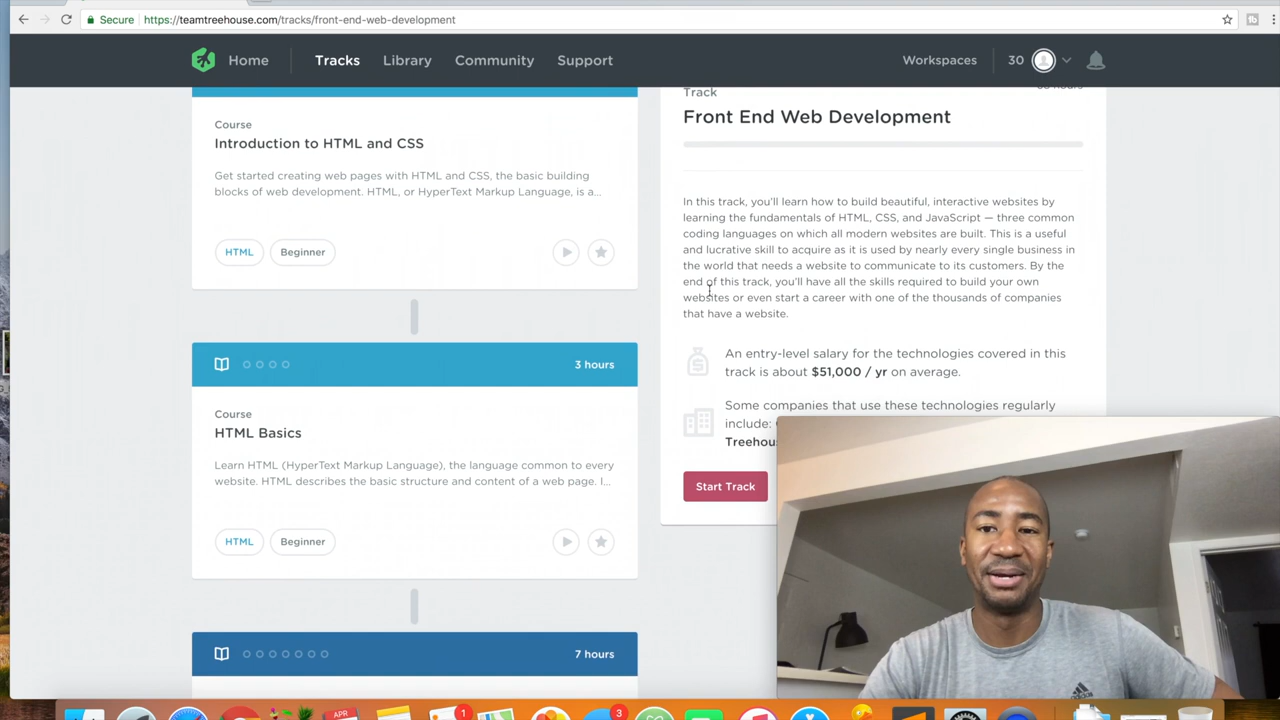 Secure
https://teamtreehouse.com/tracks/front-end-web-development
Home
Tracks
Library
Community
Support
Workspaces
30
Course
Introduction to HTML and CSS
Get started creating web pages with HTML and CSS, the basic building
blocks of web development. HTML, or HyperText Markup Language, is a...
HTML
Beginner
3 hours
Course
HTML Basics
Learn HTML (HyperText Markup Language), the language common to every
website. HTML describes the basic structure and content of a web page. I...
HTML
Beginner
7 hours
Track
Front End Web Development
In this track, you'll learn how to build beautiful, interactive websites by
learning the fundamentals of HTML, CSS, and JavaScript — three common
coding languages on which all modern websites are built. This is a useful
and lucrative skill to acquire as it is used by nearly every single business in
the world that needs a website to communicate to its customers. By the
end of this track, you'll have all the skills required to build your own
websites or even start a career with one of the thousands of companies
that have a website.
An entry-level salary for the technologies covered in this
track is about $51,000 / yr on average.
Some companies that use these technologies regularly
include:
Treehou
Start Track
APR
1
3